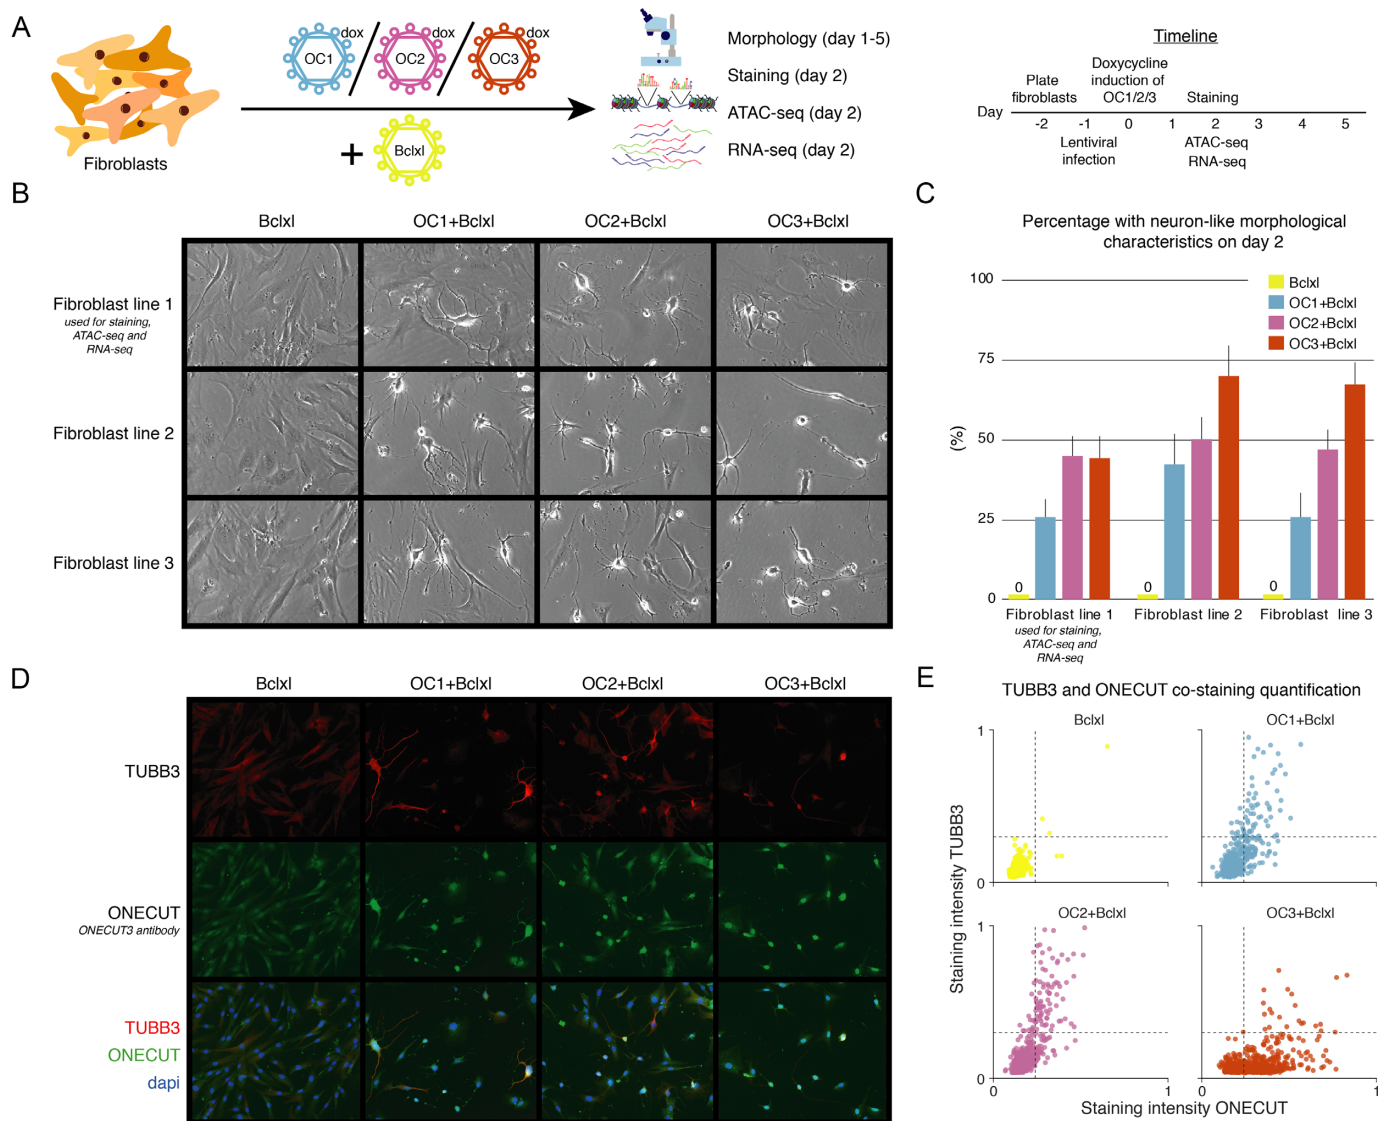 A
OC1
dox
OC2
dox
OC3
dox
Bclxl
Fibroblasts
Morphology (day 1-5)
Staining (day 2)
ATAC-seq (day 2)
RNA-seq (day 2)
Timeline
Plate
fibroblasts
Doxycycline
induction of
OC1/2/3
Staining
Day
-2 -1 0 1 2 3 4 5
Lentiviral
infection
ATAC-seq
RNA-seq
B
Bclxl
OC1+Bclxl
OC2+Bclxl
OC3+Bclxl
Fibroblast line 1
used for staining,
ATAC-seq and
RNA-seq
Fibroblast line 2
Fibroblast line 3
C
Percentage with neuron-like morphological
characteristics on day 2
Bclxl
OC1+Bclxl
OC2+Bclxl
OC3+Bclxl
(%)
100
75
50
25
0
0
0
0
Fibroblast line 1
used for staining,
ATAC-seq and
RNA-seq
Fibroblast line 2
Fibroblast line 3
D
Bclxl
OC1+Bclxl
OC2+Bclxl
OC3+Bclxl
TUBB3
ONECUT
ONECUT3 antibody
TUBB3
ONECUT
dapi
E
TUBB3 and ONECUT co-staining quantification
Bclxl
OC1+Bclxl
1
0
1
1
0
1
OC2+Bclxl
OC3+Bclxl
1
0
0
1
1
0
0
1
Staining intensity TUBB3
Staining intensity ONECUT